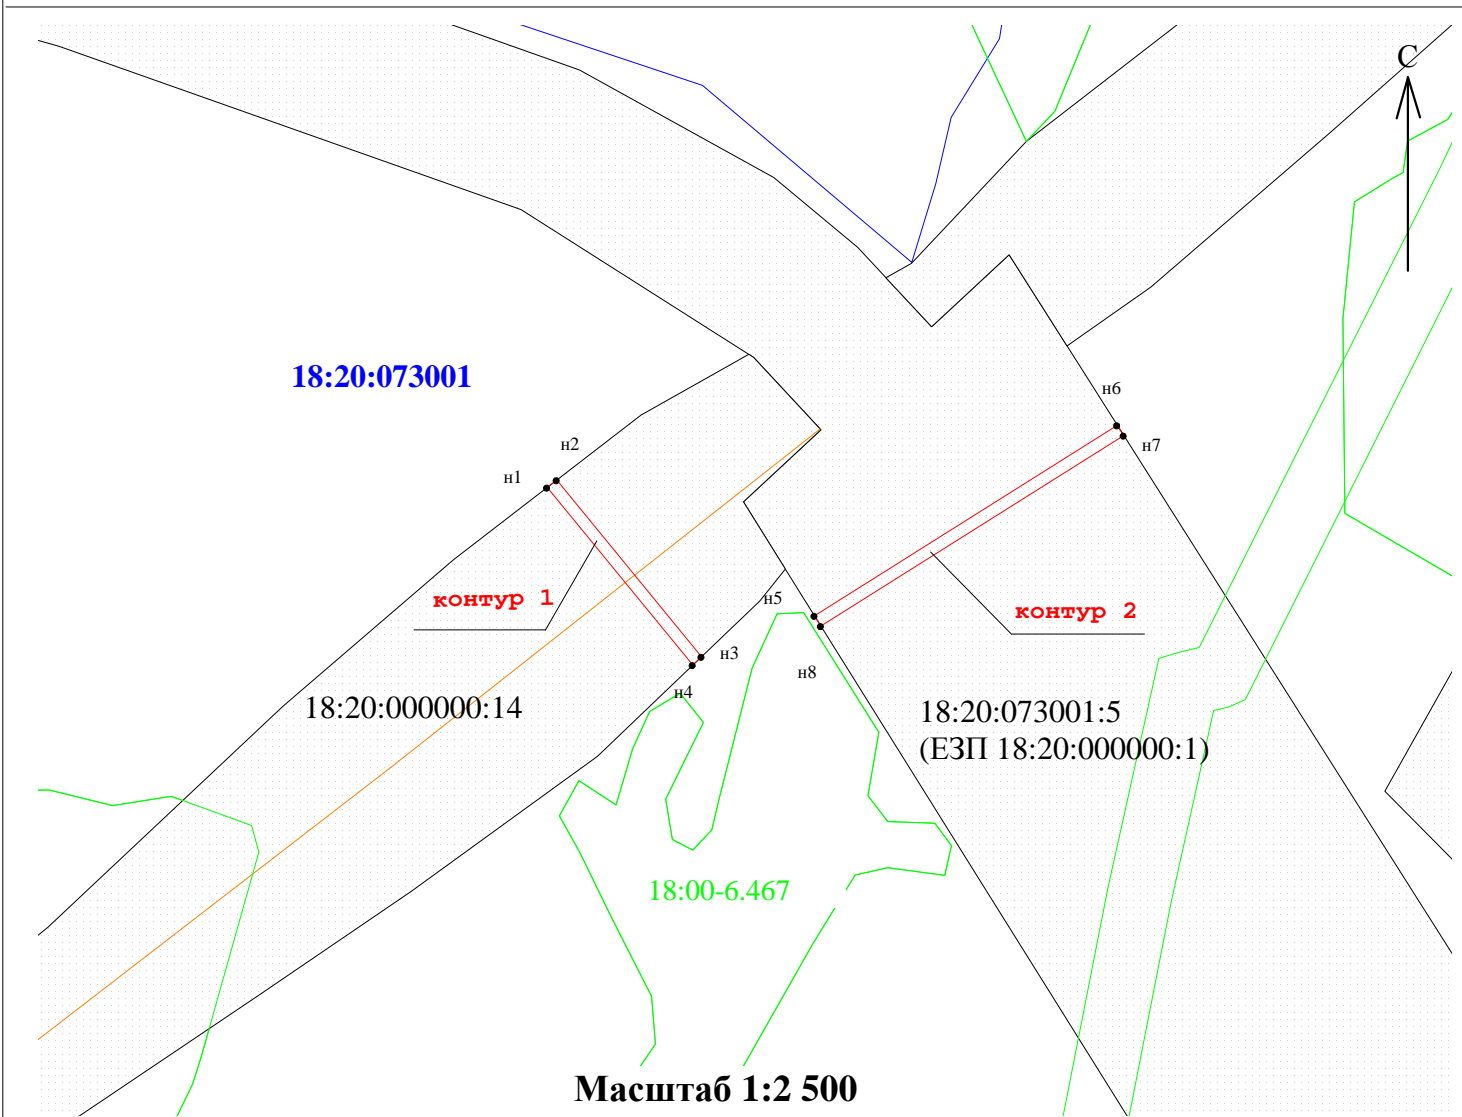 С
18:20:073001
н6
н2
н7
н1
контур 1
н5
контур 2
н3
н8
н4
18:20:000000:14
18:20:073001:5
(ЕЗП 18:20:000000:1)
18:00-6.467
Масштаб 1:2 500